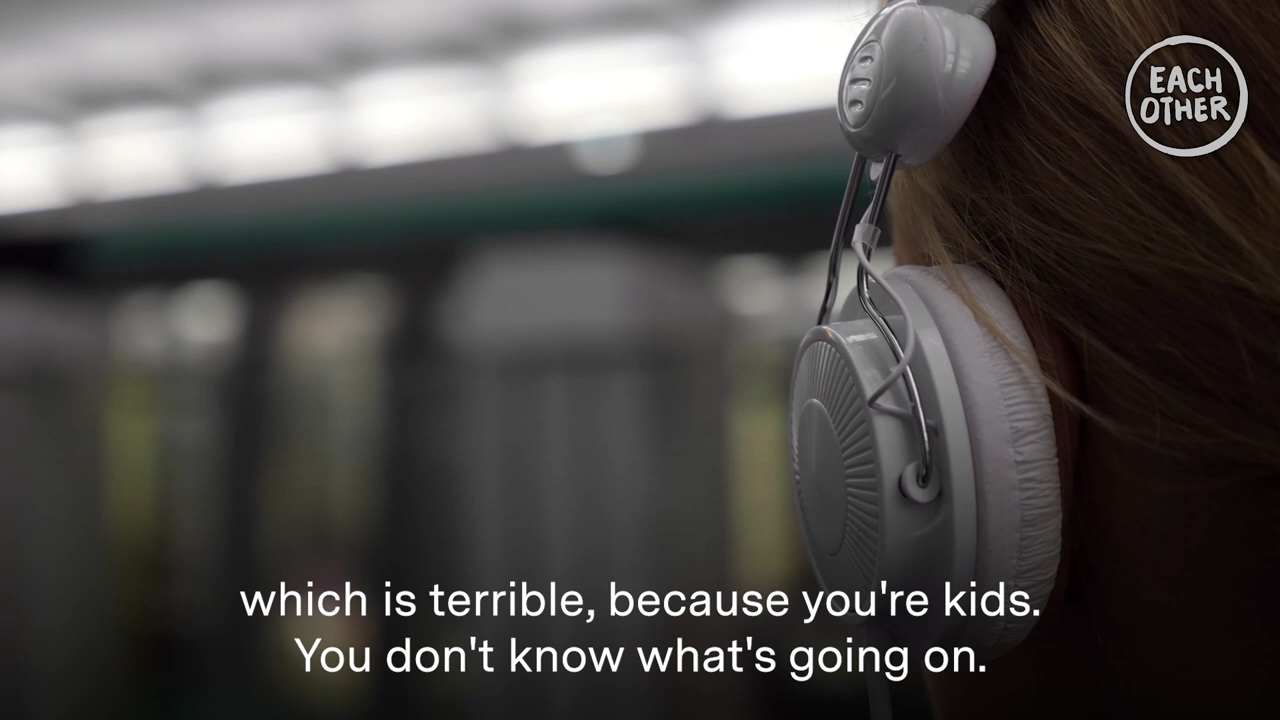 EACH
OTHER
which is terrible, because you're kids.
You don't know what's going on.